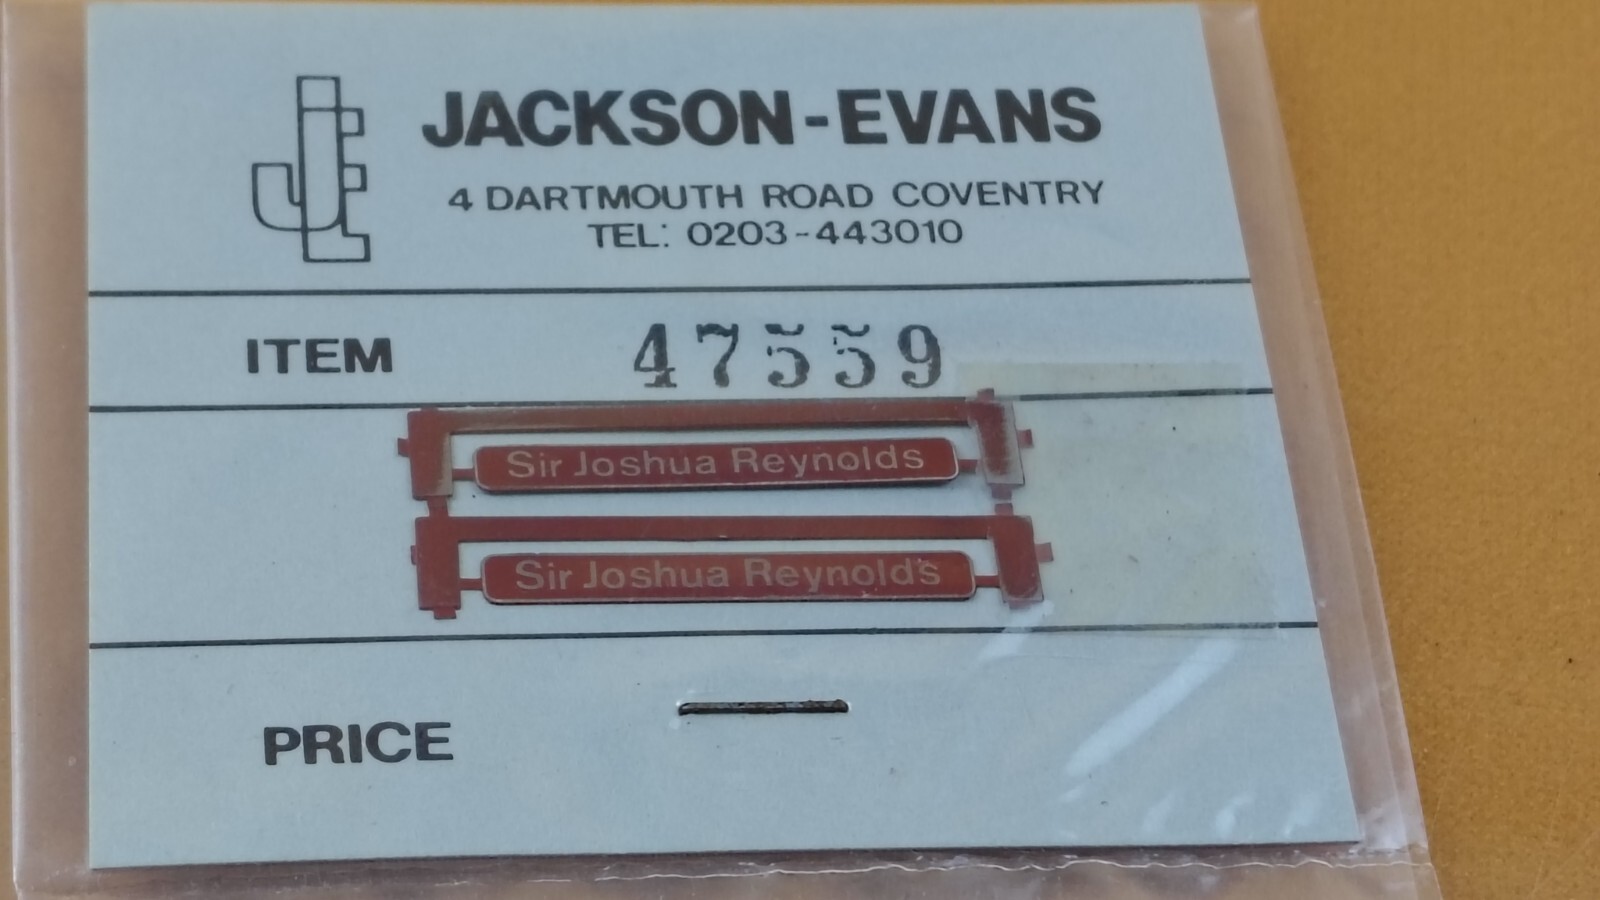 JACKSON-EVANS
4 DARTMOUTH ROAD COVENTRY
TEL: 0203-443010
ITEM 47559
Sir Joshua Reynolds
Sir Joshua Reynolds
PRICE